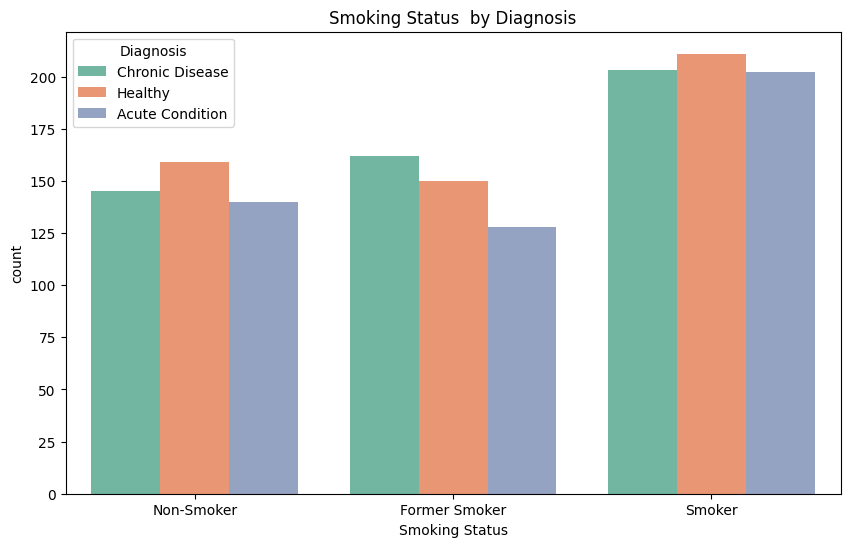 Smoking Status  by Diagnosis
Diagnosis
Chronic Disease
Healthy
Acute Condition
count
200
175
150
125
100
75
50
25
0
Non-Smoker
Former Smoker
Smoker
Smoking Status